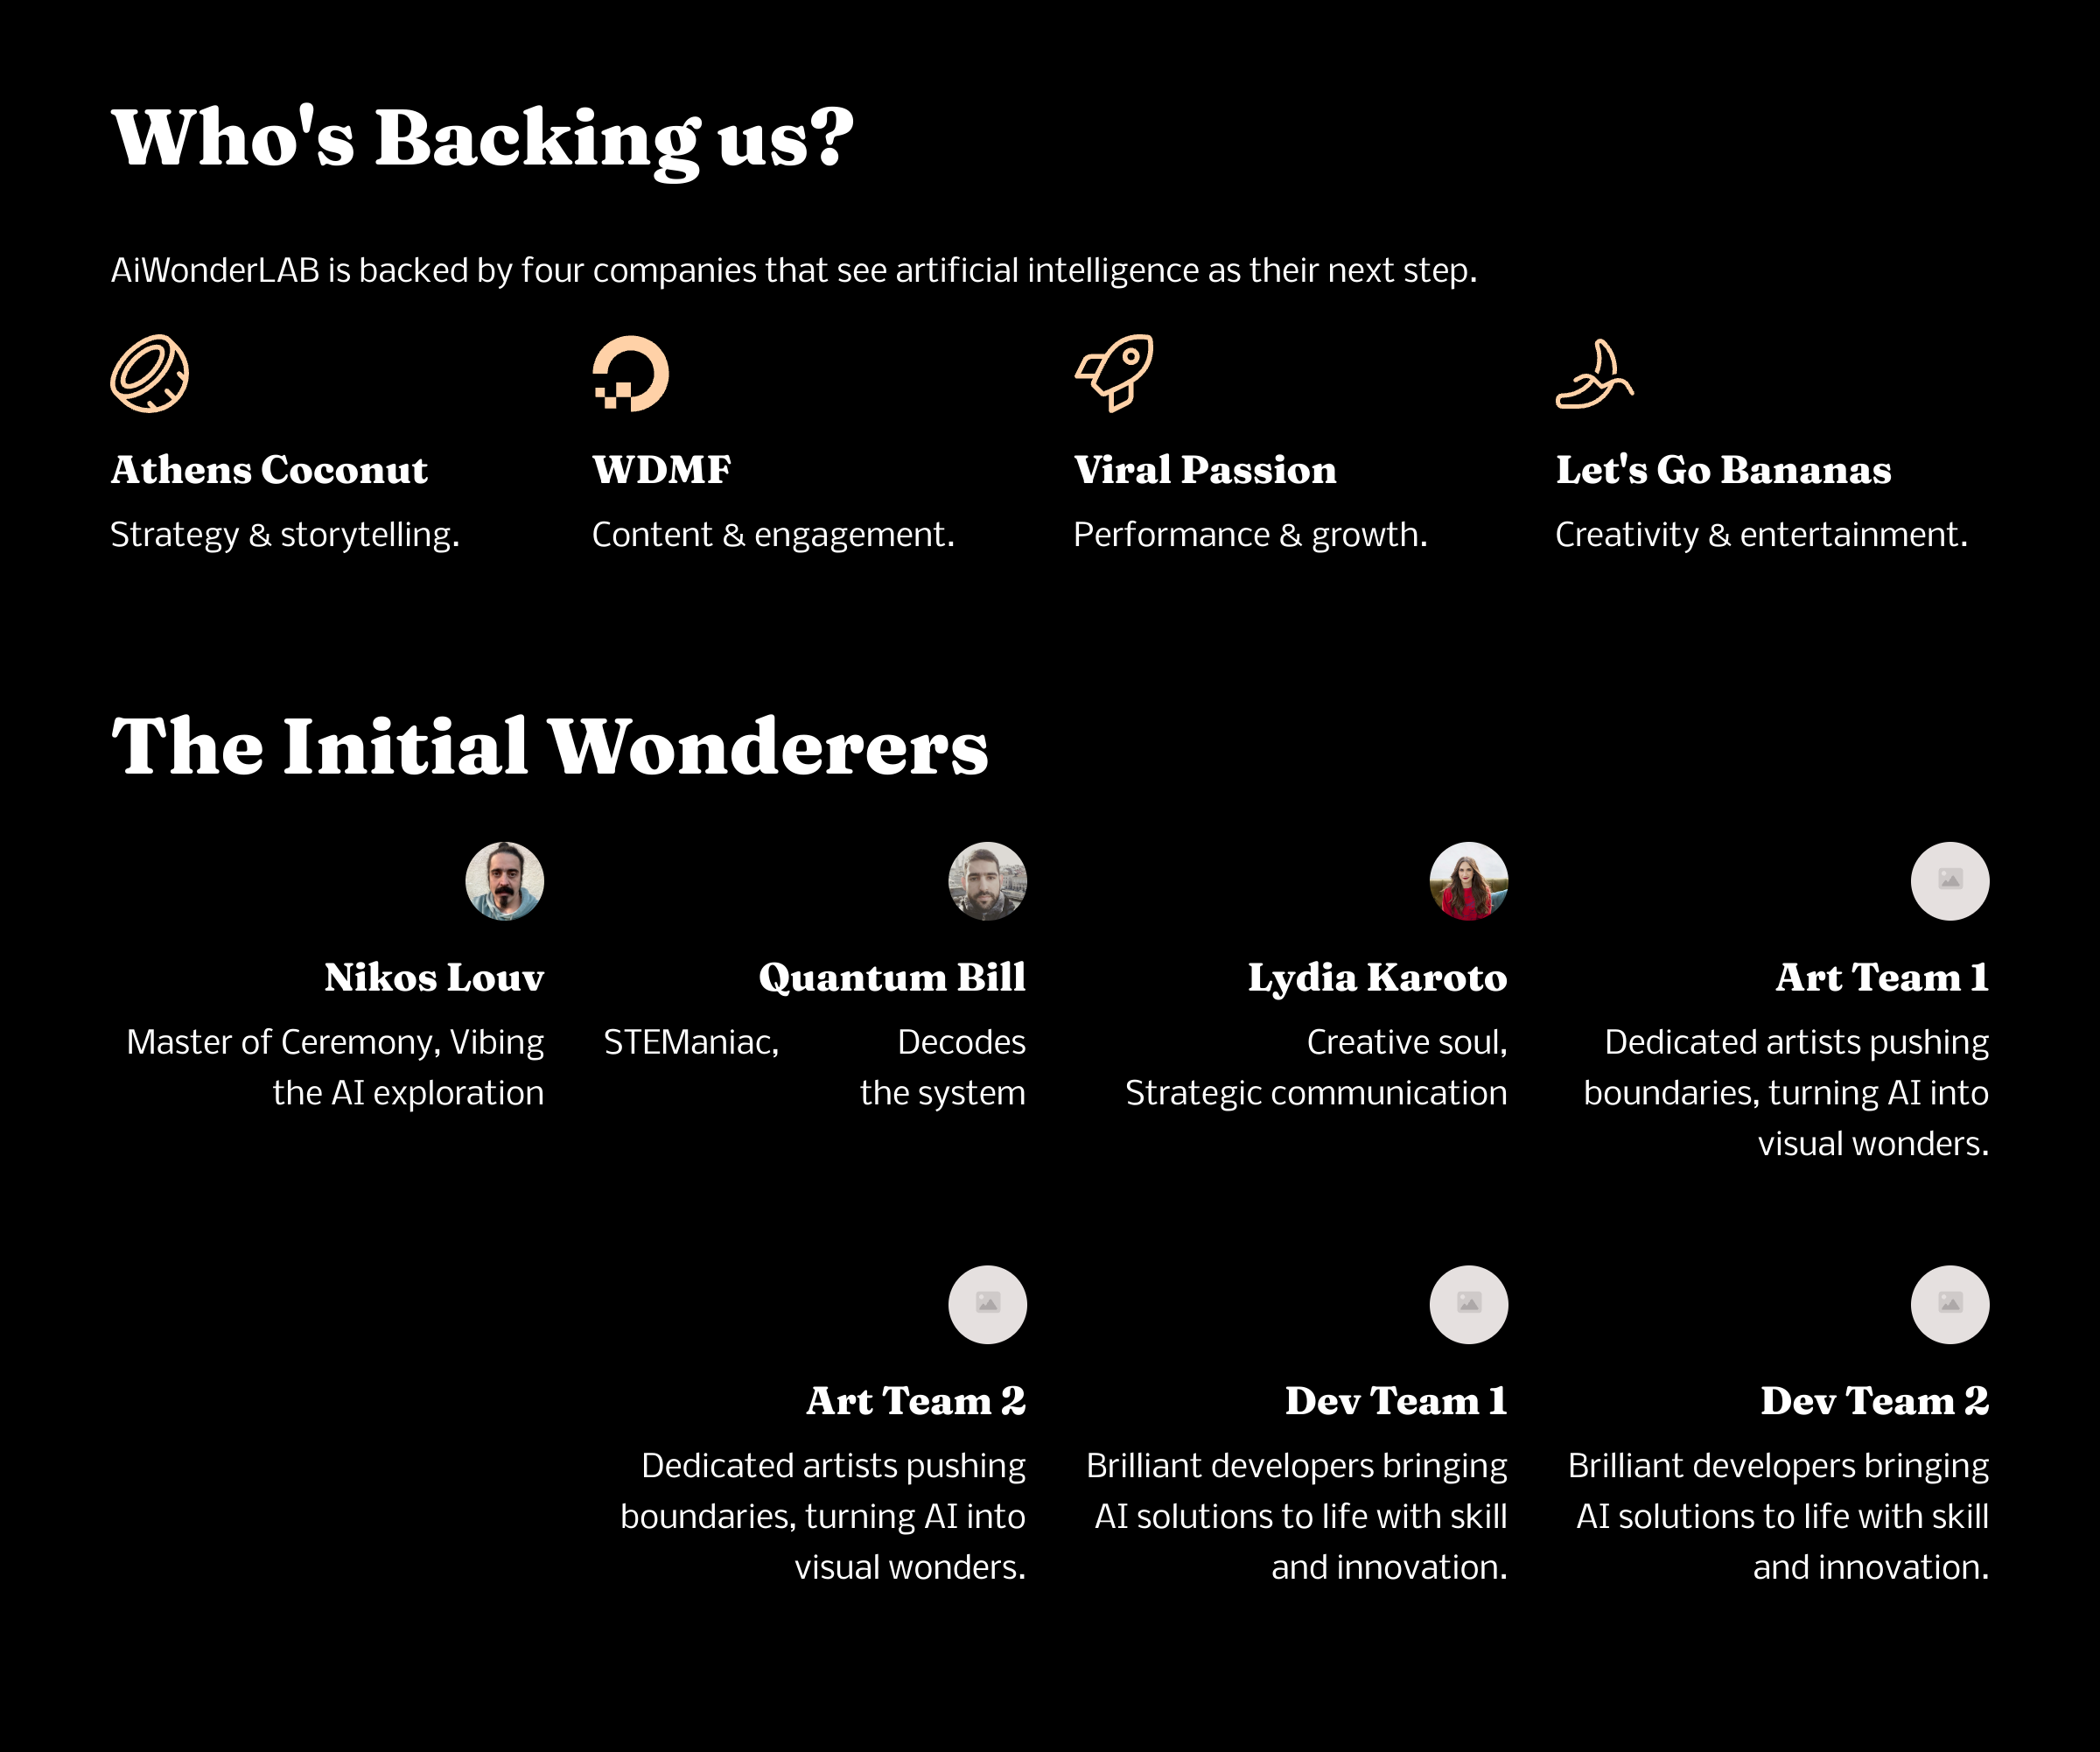 Who's Backing us?
AiWonderLAB is backed by four companies that see artificial intelligence as their next step.
Athens Coconut
Strategy & storytelling.
WDMF
Content & engagement.
Viral Passion
Performance & growth.
Let's Go Bananas
Creativity & entertainment.
The Initial Wonderers
Nikos Louv
Master of Ceremony, Vibing
the AI exploration
Quantum Bill
STEManiac, Decodes
the system
Lydia Karoto
Creative soul,
Strategic communication
Art Team 1
Dedicated artists pushing
boundaries, turning AI into
visual wonders.
Art Team 2
Dedicated artists pushing
boundaries, turning AI into
visual wonders.
Dev Team 1
Brilliant developers bringing
AI solutions to life with skill
and innovation.
Dev Team 2
Brilliant developers bringing
AI solutions to life with skill
and innovation.